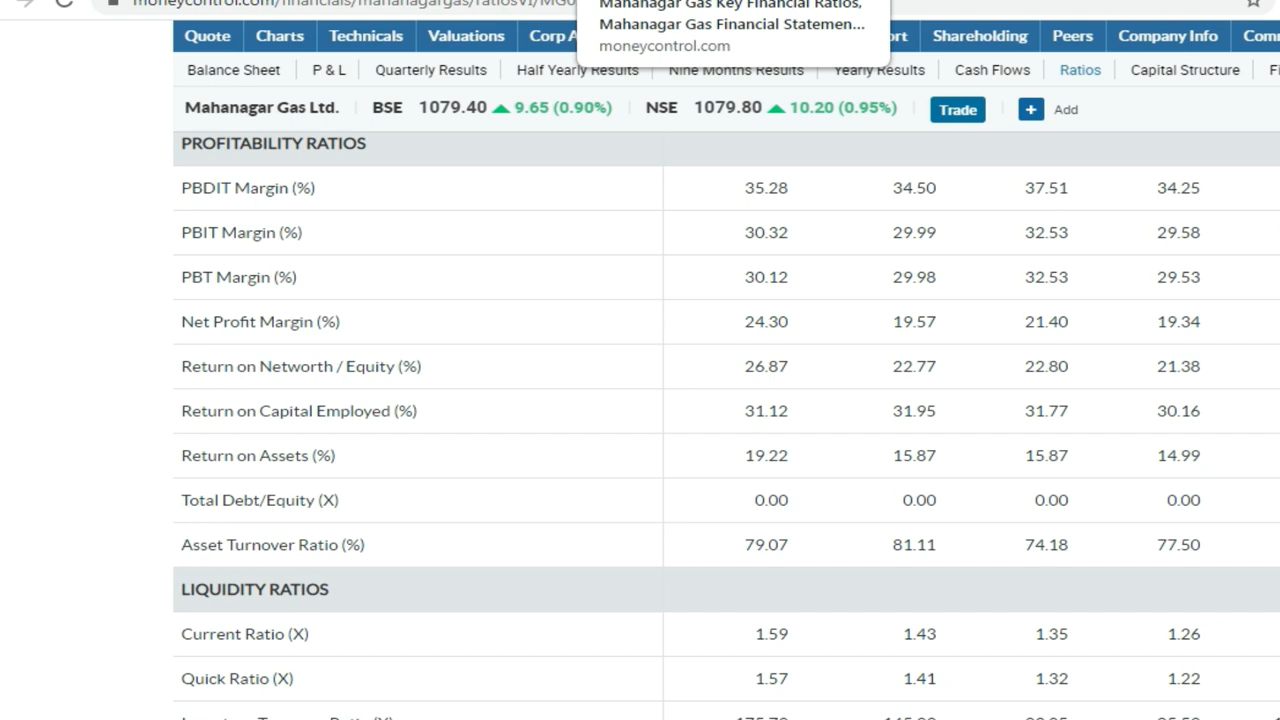 moneycontrol.com/financials/mahanagargas/ratiosVI/MG0
Mahanagar Gas Key Financial Ratios,
Mahanagar Gas Financial Statemen...
moneycontrol.com
Quote Charts Technicals Valuations Corp A Shareholding Peers Company Info
Balance Sheet P & L Quarterly Results Half Yearly Results Nine Months Results Yearly Results Cash Flows Ratios Capital Structure
Mahanagar Gas Ltd. BSE 1079.40 9.65 (0.90%) NSE 1079.80 10.20 (0.95%) Trade + Add
PROFITABILITY RATIOS
PBDIT Margin (%) 35.28 34.50 37.51 34.25
PBIT Margin (%) 30.32 29.99 32.53 29.58
PBT Margin (%) 30.12 29.98 32.53 29.53
Net Profit Margin (%) 24.30 19.57 21.40 19.34
Return on Networth / Equity (%) 26.87 22.77 22.80 21.38
Return on Capital Employed (%) 31.12 31.95 31.77 30.16
Return on Assets (%) 19.22 15.87 15.87 14.99
Total Debt/Equity (X) 0.00 0.00 0.00 0.00
Asset Turnover Ratio (%) 79.07 81.11 74.18 77.50
LIQUIDITY RATIOS
Current Ratio (X) 1.59 1.43 1.35 1.26
Quick Ratio (X) 1.57 1.41 1.32 1.22